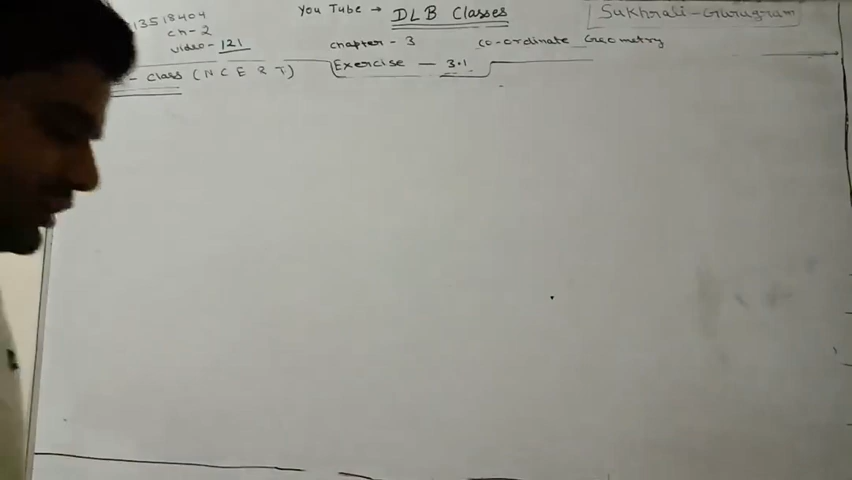 13518404
ch-2
video-121
You Tube → DLB Classes
Sukhrali-Gurugram
chapter-3 co-ordinate Geometry
- Class (NCERT) Exercise - 3.1